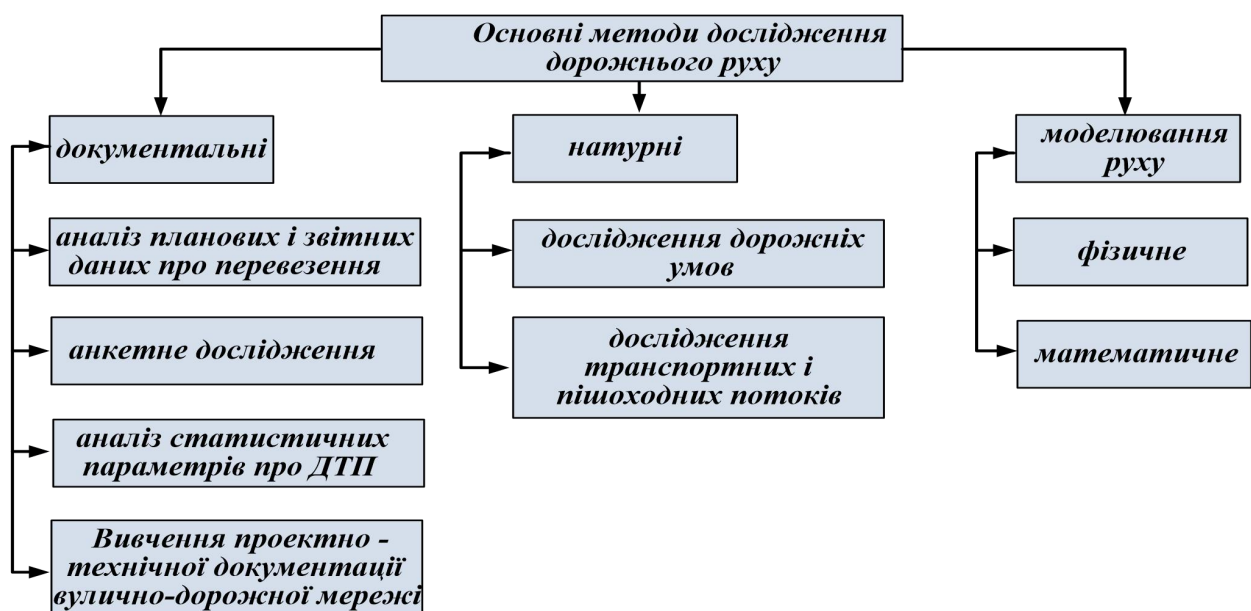 Основні методи дослідження
дорожнього руху
документальні
аналіз планових і звітних
даних про перевезення
анкетне дослідження
аналіз статистичних
параметрів про ДТП
Вивчення проектно -
технічної документації
вулично-дорожної мережі
натурні
дослідження дорожніх
умов
дослідження
транспортних і
пішоходних потоків
моделювання
руху
фізичне
математичне